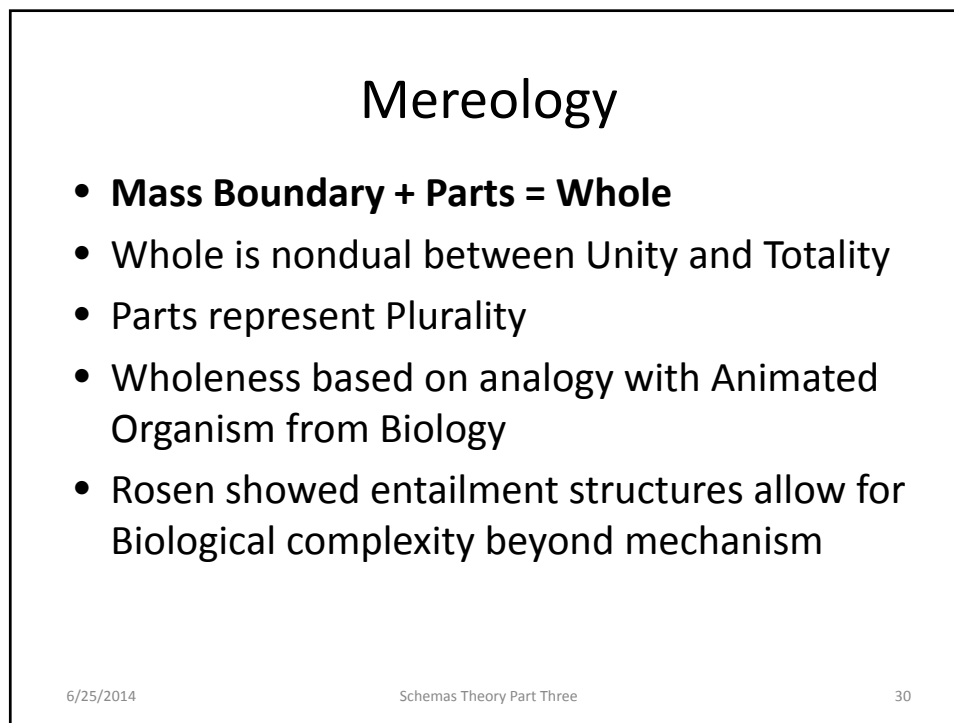 Mereology
• Mass Boundary + Parts = Whole
• Whole is nondual between Unity and Totality
• Parts represent Plurality
• Wholeness based on analogy with Animated
Organism from Biology
• Rosen showed entailment structures allow for
Biological complexity beyond mechanism
6/25/2014 Schemas Theory Part Three 30